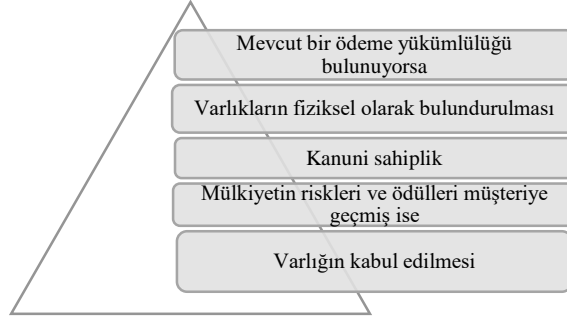 Mevcut bir ödeme yükümlülüğü
bulunuyorsa
Varlıkların fiziksel olarak bulundurulması
Kanuni sahiplik
Mülkiyetin riskleri ve ödülleri müşteriye
geçmiş ise
Varlığın kabul edilmesi